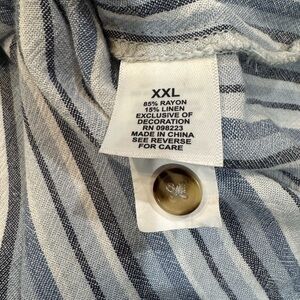 XXL
85% RAYON
15% LINEN
EXCLUSIVE OF
DECORATION
RN 098223
MADE IN CHINA
SEE REVERSE
FOR CARE